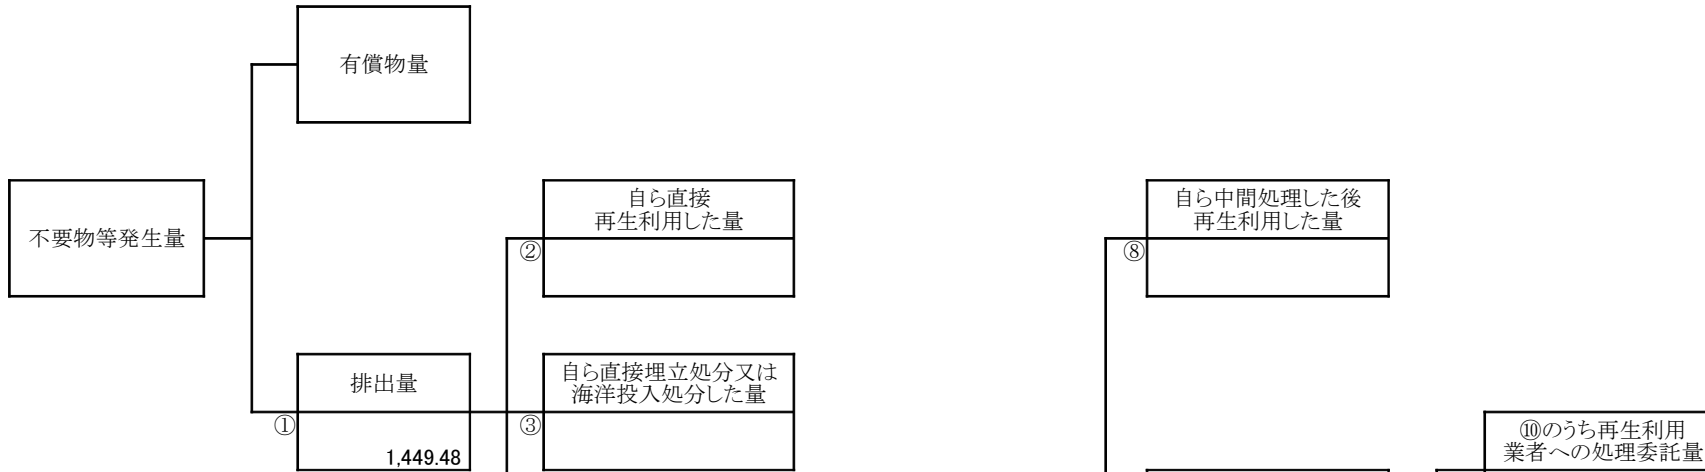 有償物量
不要物等発生量
自ら直接
再生利用した量
②
自ら中間処理した後
再生利用した量
⑧
排出量
①
1,449.48
自ら直接埋立処分又は
海洋投入処分した量
③
⑩のうち再生利用
業者への処理委託量